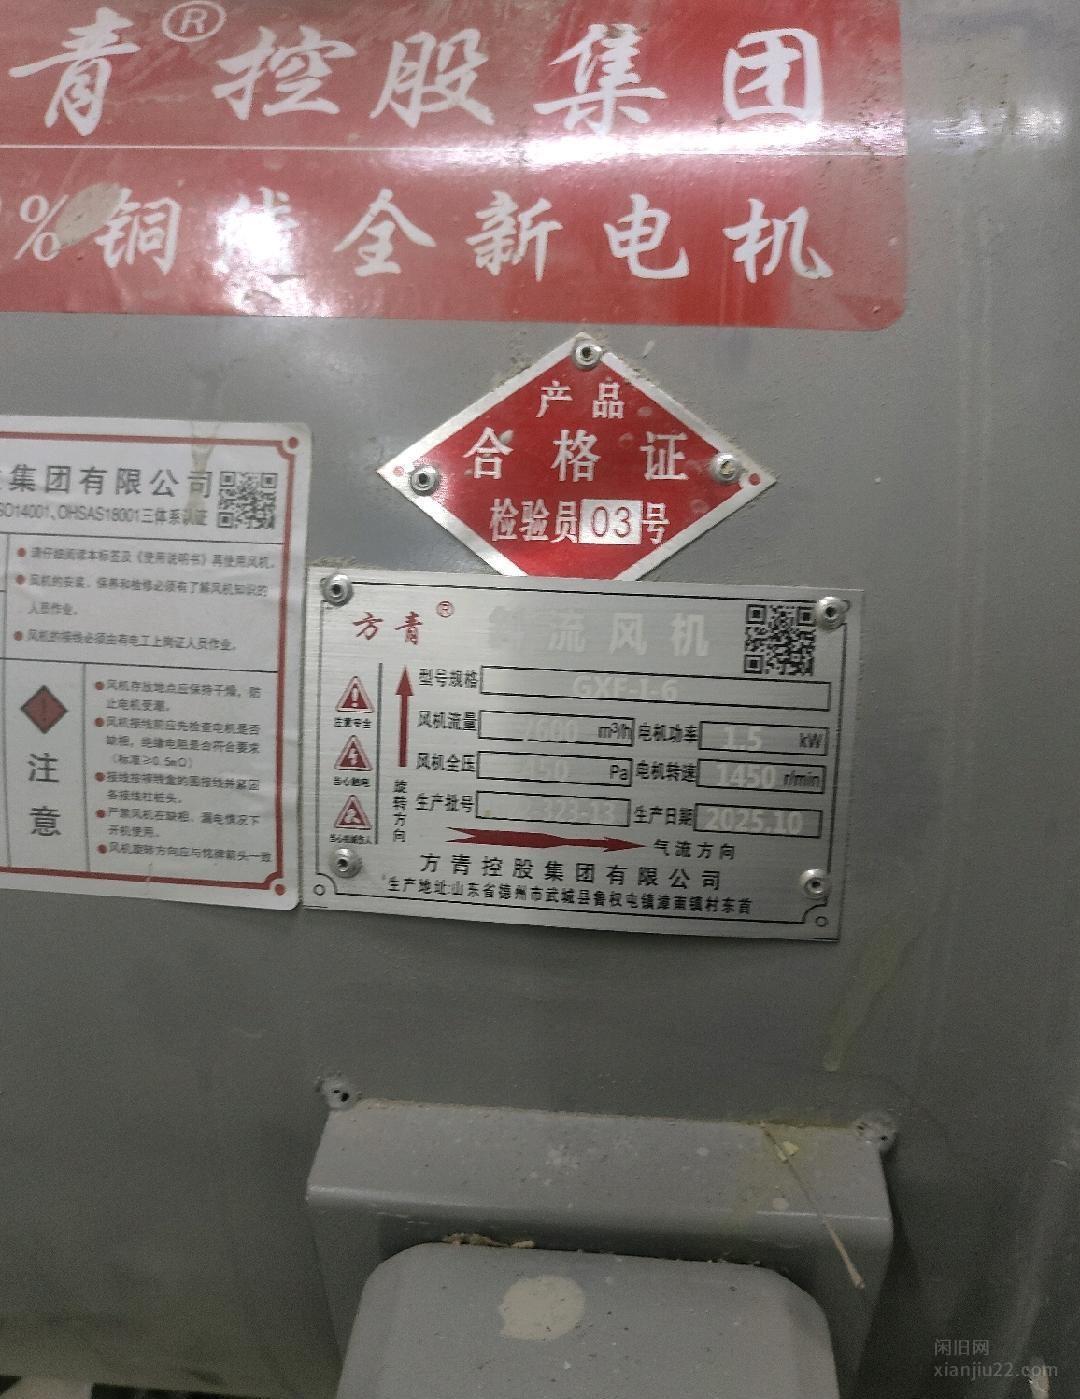 青® 控股集团
%铜线全新电机
产品
合格证
检验员03号
集团有限公司
SO14001、OHSAS18001三体系认证
请仔细阅读本标签及《使用说明书》再使用风机。
风机的安装、保养和检修必须有了解风机知识的
人员作业。
风机的接线必须由有电工上岗证人员作业。
注意
风机存放地点应保持干燥，防
止电机受潮。
风机接线前应先检查电机是否
缺相，绝缘电阻是否符合要求
(标准≥0.5mΩ)
接线按接线盒的图接线并紧固
各接线柱桩头。
严禁风机在缺相、漏电情况下
开机使用。
风机旋转方向应与铭牌箭头一致
方青® 流风机
型号规格 GXF-I-6
风机流量 7600 m³/h 电机功率 1.5 kW
风机全压 450 Pa 电机转速 1450 r/min
生产批号 323-13 生产日期 2025.10
注意安全
当心触电
当心机械伤人
旋转方向
气流方向
方青控股集团有限公司
生产地址:山东省德州市武城县鲁权屯镇漳南镇村东首
闲旧网
xianjiu22.com